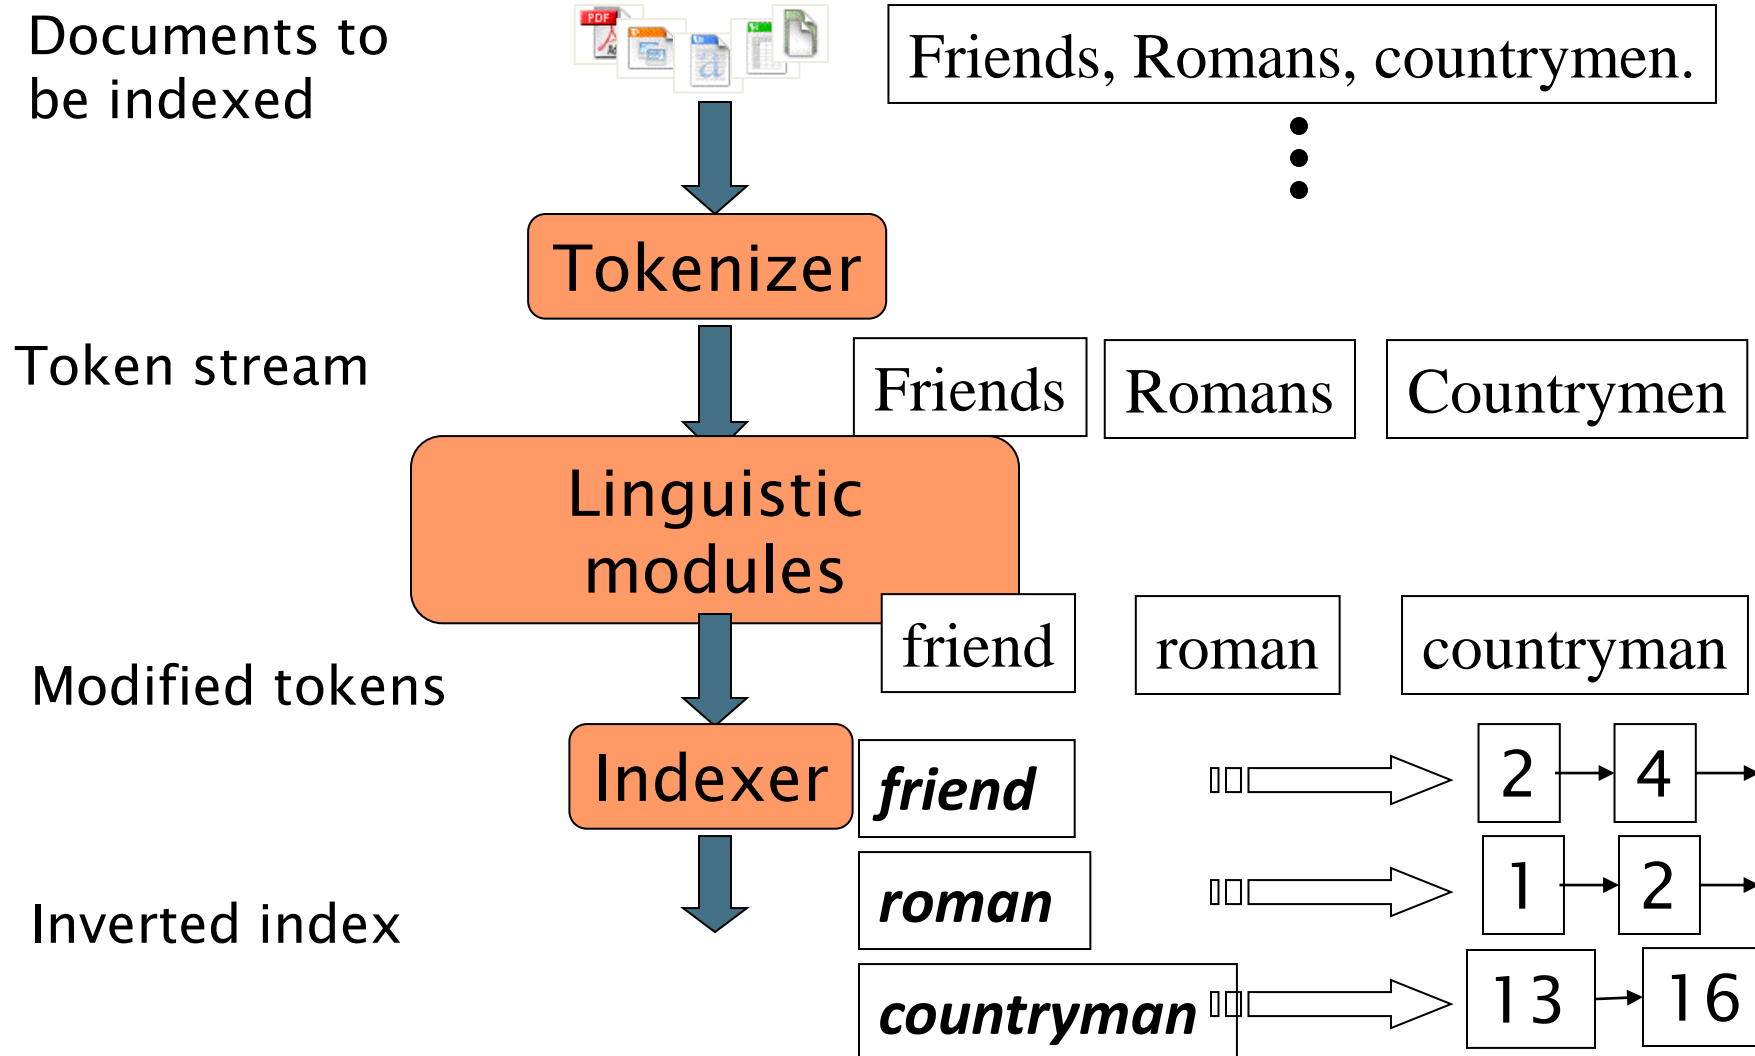 Documents to
be indexed
PDF
Friends, Romans, countrymen.
Tokenizer
Token stream
Friends
Romans
Countrymen
Linguistic
modules
friend
roman
countryman
Modified tokens
Indexer
friend
2
4
roman
1
2
Inverted index
countryman
13
16